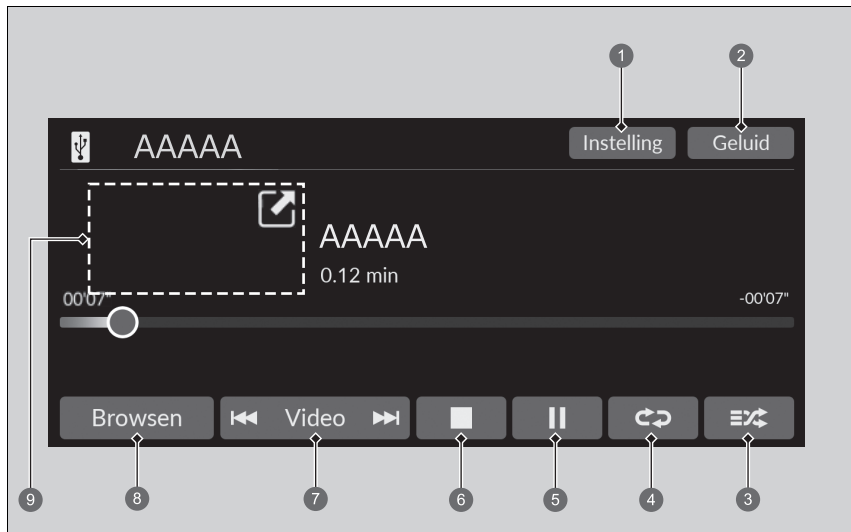 1 2
AAAAA Instelling Geluid
AAAAA
0.12 min
00'07" -00'07"
Browsen Video
9 8 7 6 5 4 3